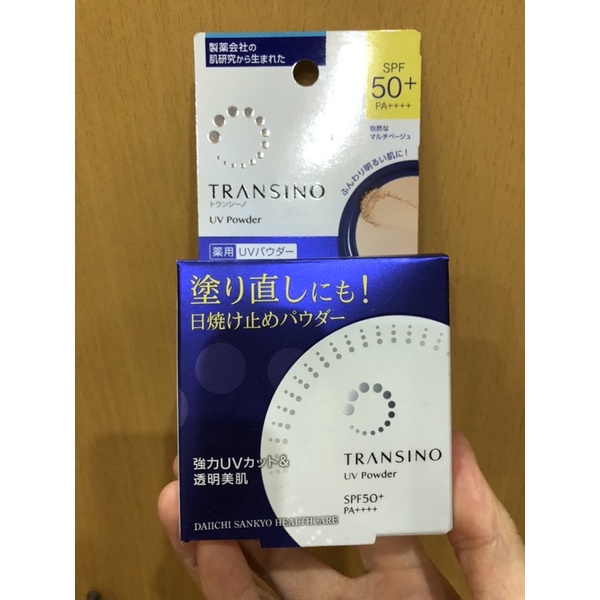 製薬会社の
肌研究から生まれた
SPF
50+
PA++++
自然な
マルチベージュ
ふんわり明るい肌に!
TRANSINO
トランシーノ
UV Powder
薬用 UVパウダー
塗り直しにも!
日焼け止めパウダー
強力UVカット&
透明美肌
TRANSINO
UV Powder
SPF50+
PA++++
DAIICHI SANKYO HEALTHCARE